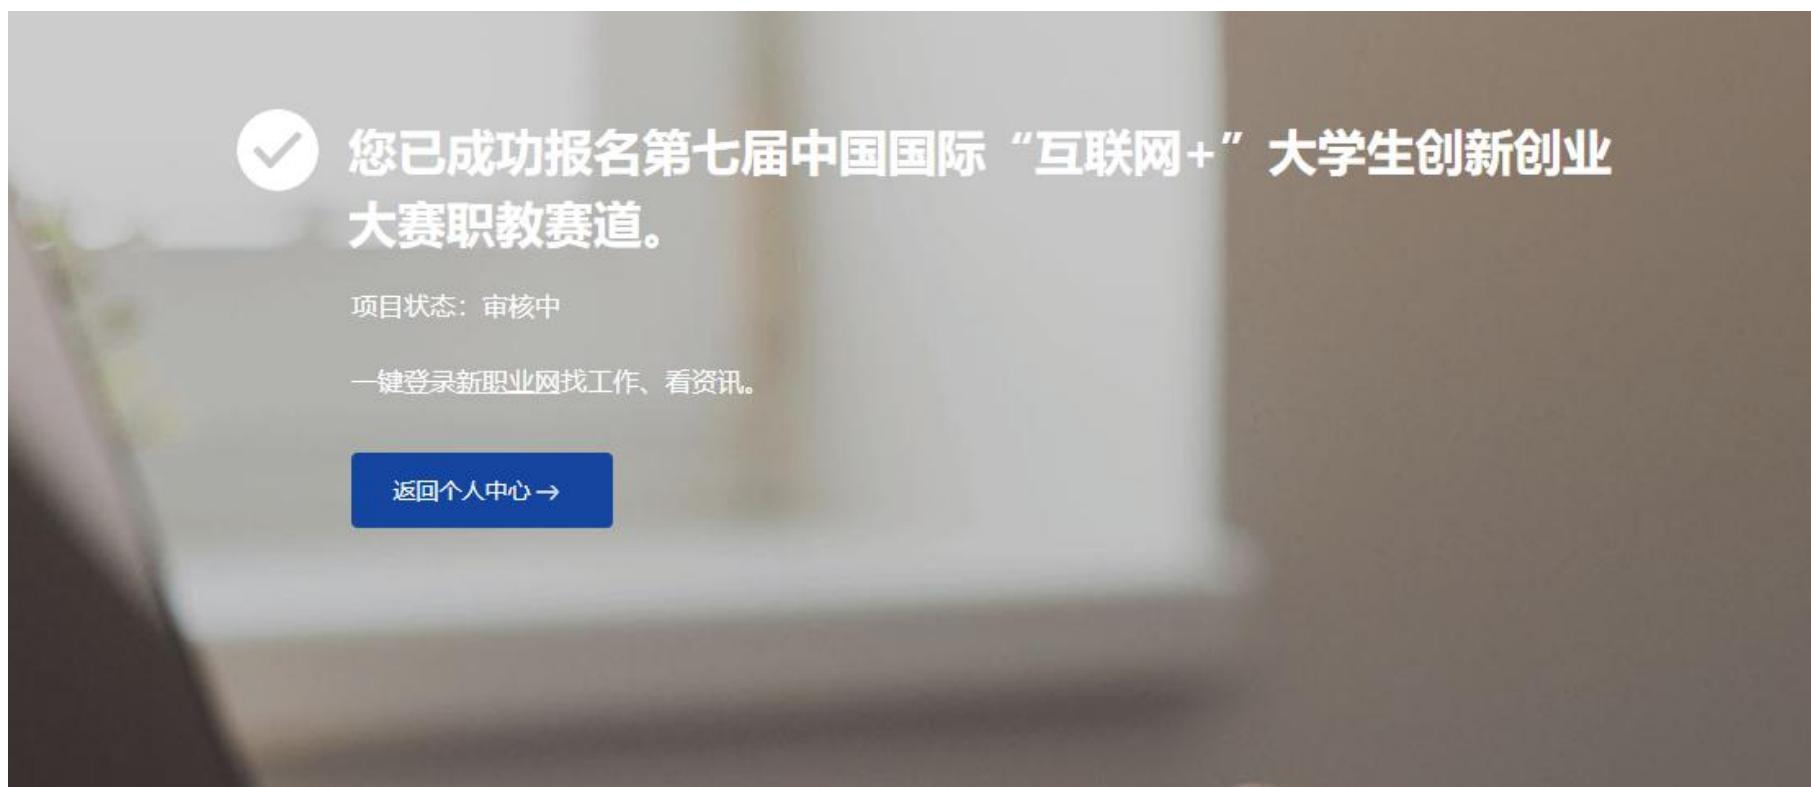 您已成功报名第七届中国国际“互联网+”大学生创新创业
大赛职教赛道。
项目状态：审核中
一键登录新职业网找工作、看资讯。
返回个人中心→